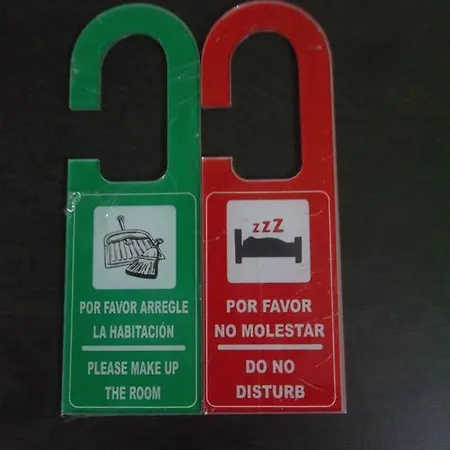 POR FAVOR ARREGLE
LA HABITACIÓN
PLEASE MAKE UP
THE ROOM
zzZ
POR FAVOR
NO MOLESTAR
DO NO
DISTURB